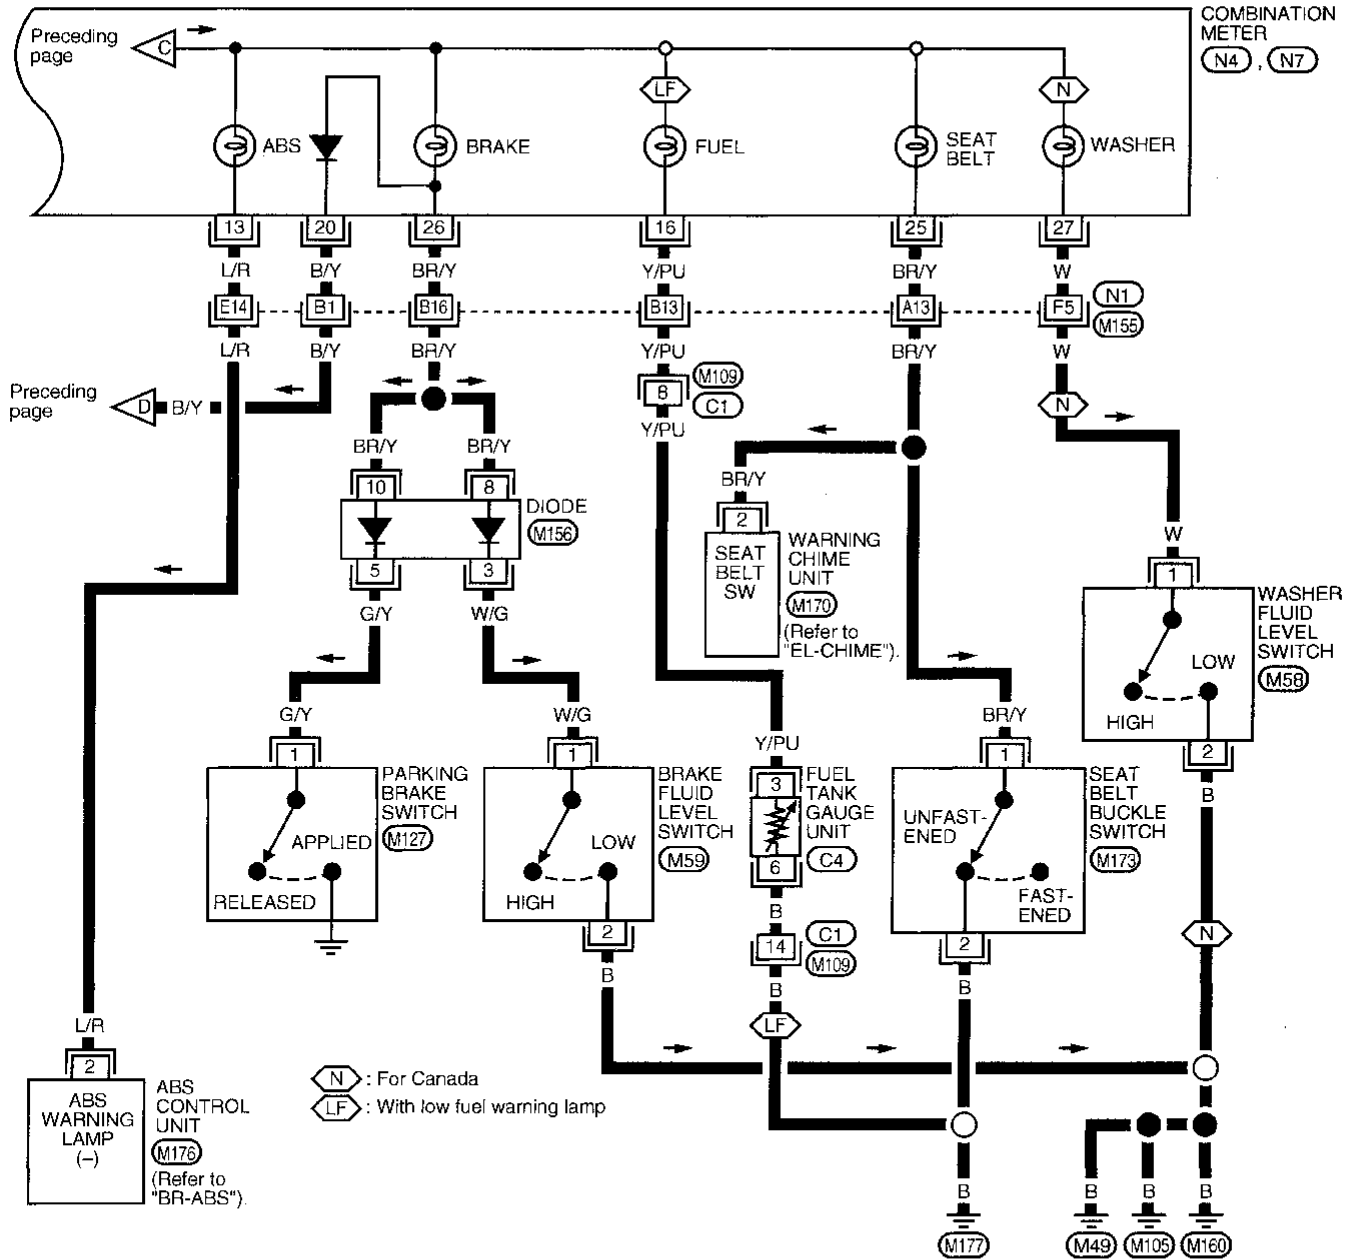 COMBINATION
METER
N4 , N7
Preceding
page
C
LF
N
ABS
BRAKE
FUEL
SEAT
BELT
WASHER
13
20
26
16
25
27
L/R
B/Y
BR/Y
Y/PU
BR/Y
W
E14
B1
B16
B13
A13
F5
N1
M155
L/R
B/Y
BR/Y
Y/PU
BR/Y
W
Preceding
page
D
B/Y
8
M109
C1
N
Y/PU
BR/Y
BR/Y
BR/Y
10
8
DIODE
M156
5
3
2
SEAT
BELT
SW
WARNING
CHIME
UNIT
M170
(Refer to
"EL-CHIME").
W
1
WASHER
FLUID
LEVEL
SWITCH
M58
LOW
HIGH
2
B
G/Y
W/G
G/Y
W/G
Y/PU
BR/Y
1
PARKING
BRAKE
SWITCH
M127
APPLIED
RELEASED
1
BRAKE
FLUID
LEVEL
SWITCH
M59
LOW
HIGH
2
B
3
FUEL
TANK
GAUGE
UNIT
C4
6
B
14
C1
M109
B
LF
1
SEAT
BELT
BUCKLE
SWITCH
M173
UNFAST-
ENED
FAST-
ENED
2
B
N
L/R
2
ABS
WARNING
LAMP
(–)
ABS
CONTROL
UNIT
M176
(Refer to
"BR-ABS").
N : For Canada
LF : With low fuel warning lamp
B
B
B
B
M177
M49
M105
M160